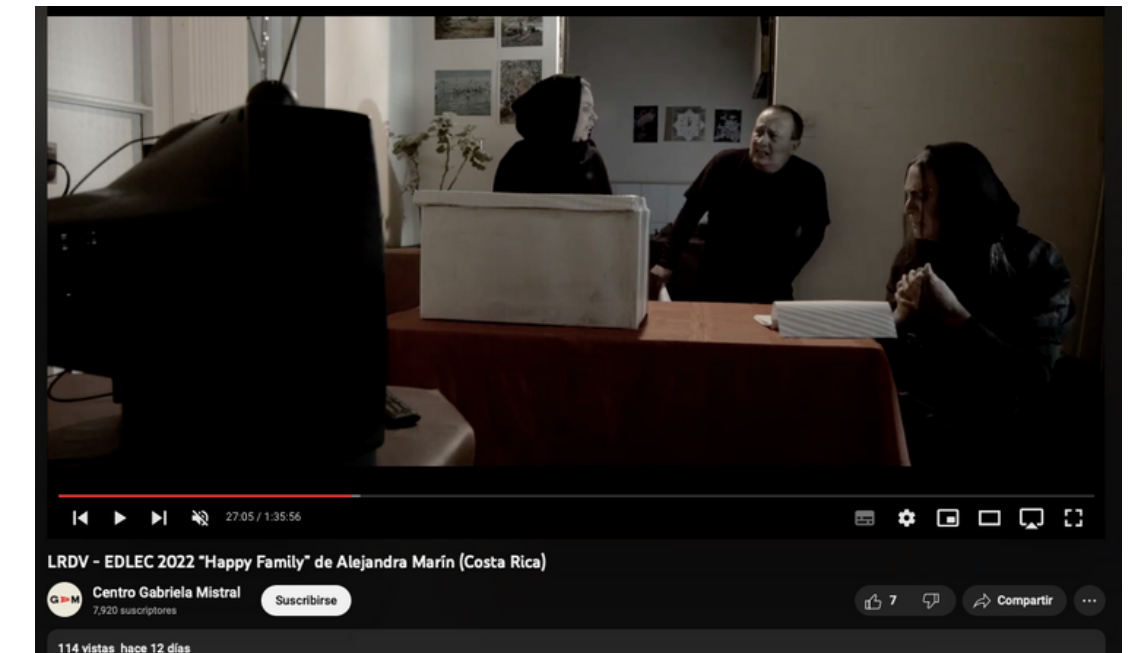 27:05 / 1:35:56
LRDV - EDLEC 2022 "Happy Family" de Alejandra Marín (Costa Rica)
GAM
Centro Gabriela Mistral
7,920 suscriptores
Suscribirse
7
Compartir
114 vistas hace 12 días